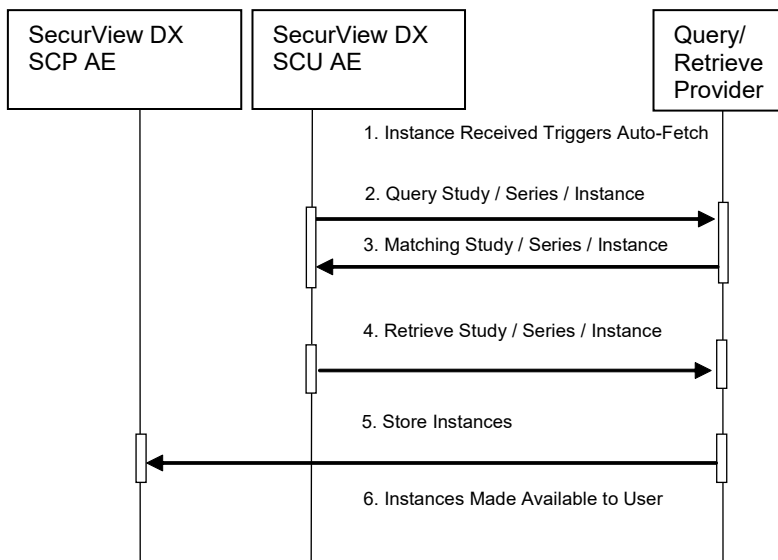 SecurView DX
SCP AE
SecurView DX
SCU AE
Query/
Retrieve
Provider
1. Instance Received Triggers Auto-Fetch
2. Query Study / Series / Instance
3. Matching Study / Series / Instance
4. Retrieve Study / Series / Instance
5. Store Instances
6. Instances Made Available to User